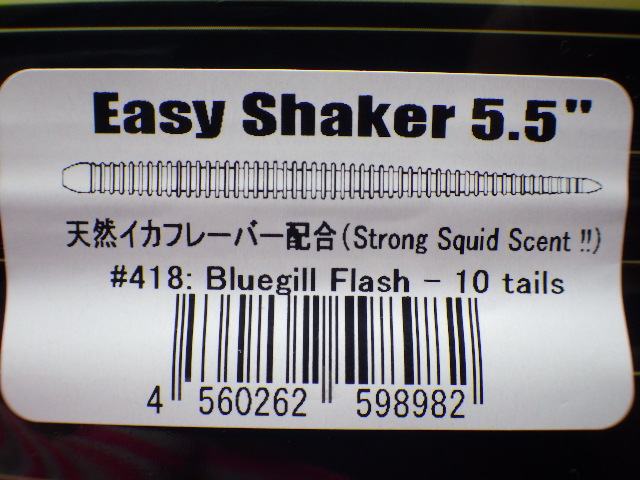 Easy Shaker 5.5"
天然イカフレーバー配合(Strong Squid Scent !!)
#418: Bluegill Flash - 10 tails
4 560262 598982